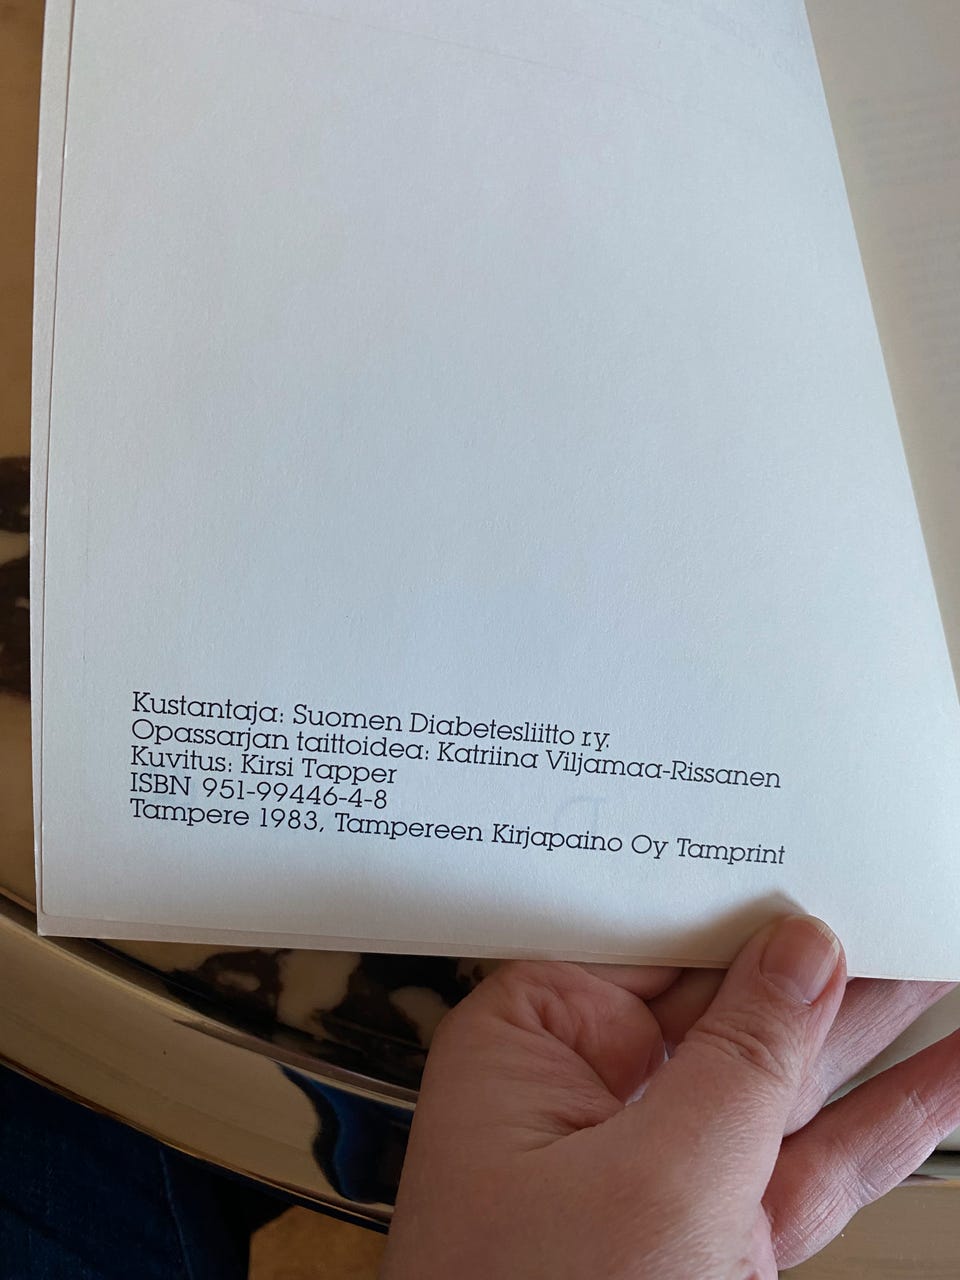 Kustantaja: Suomen Diabetesliitto r.y.
Opassarjan taittoidea: Katriina Viljamaa-Rissanen
Kuvitus: Kirsi Tapper
ISBN 951-99446-4-8
Tampere 1983, Tampereen Kirjapaino Oy Tamprint